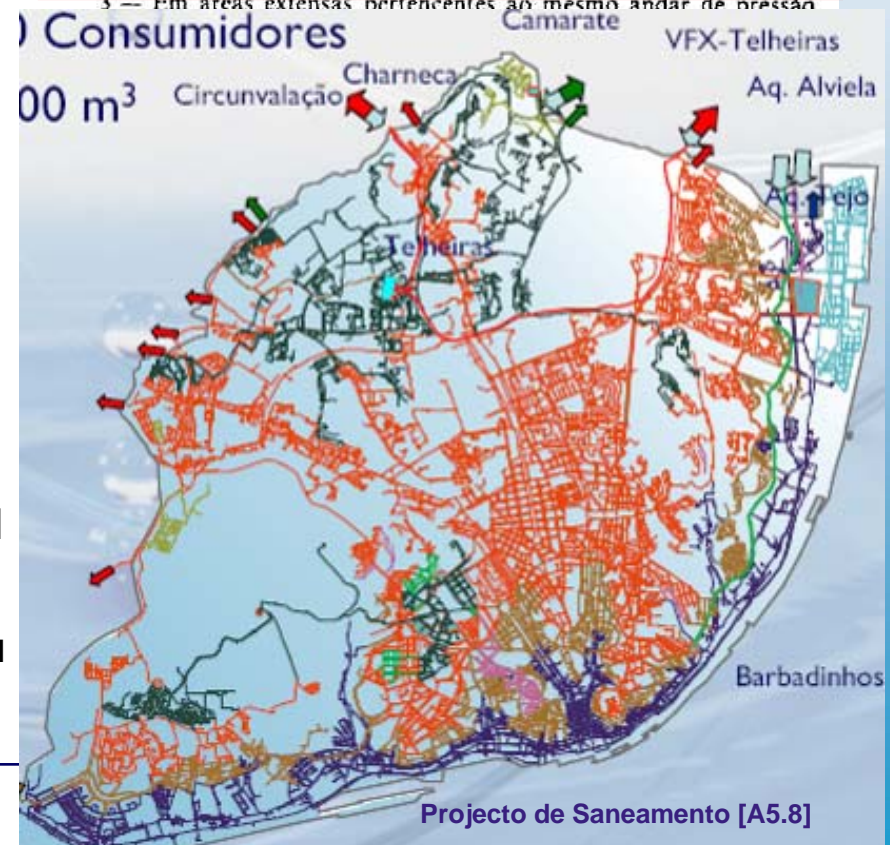 3 — Em áreas extensas pertencentes ao mesmo andar de pressão
Consumidores
Camarate
VFX-Telheiras
00 m³
Circunvalação
Charneca
Aq. Alviela
Aq. Tejo
Telheiras
Barbadinhos
Projecto de Saneamento [A5.8]